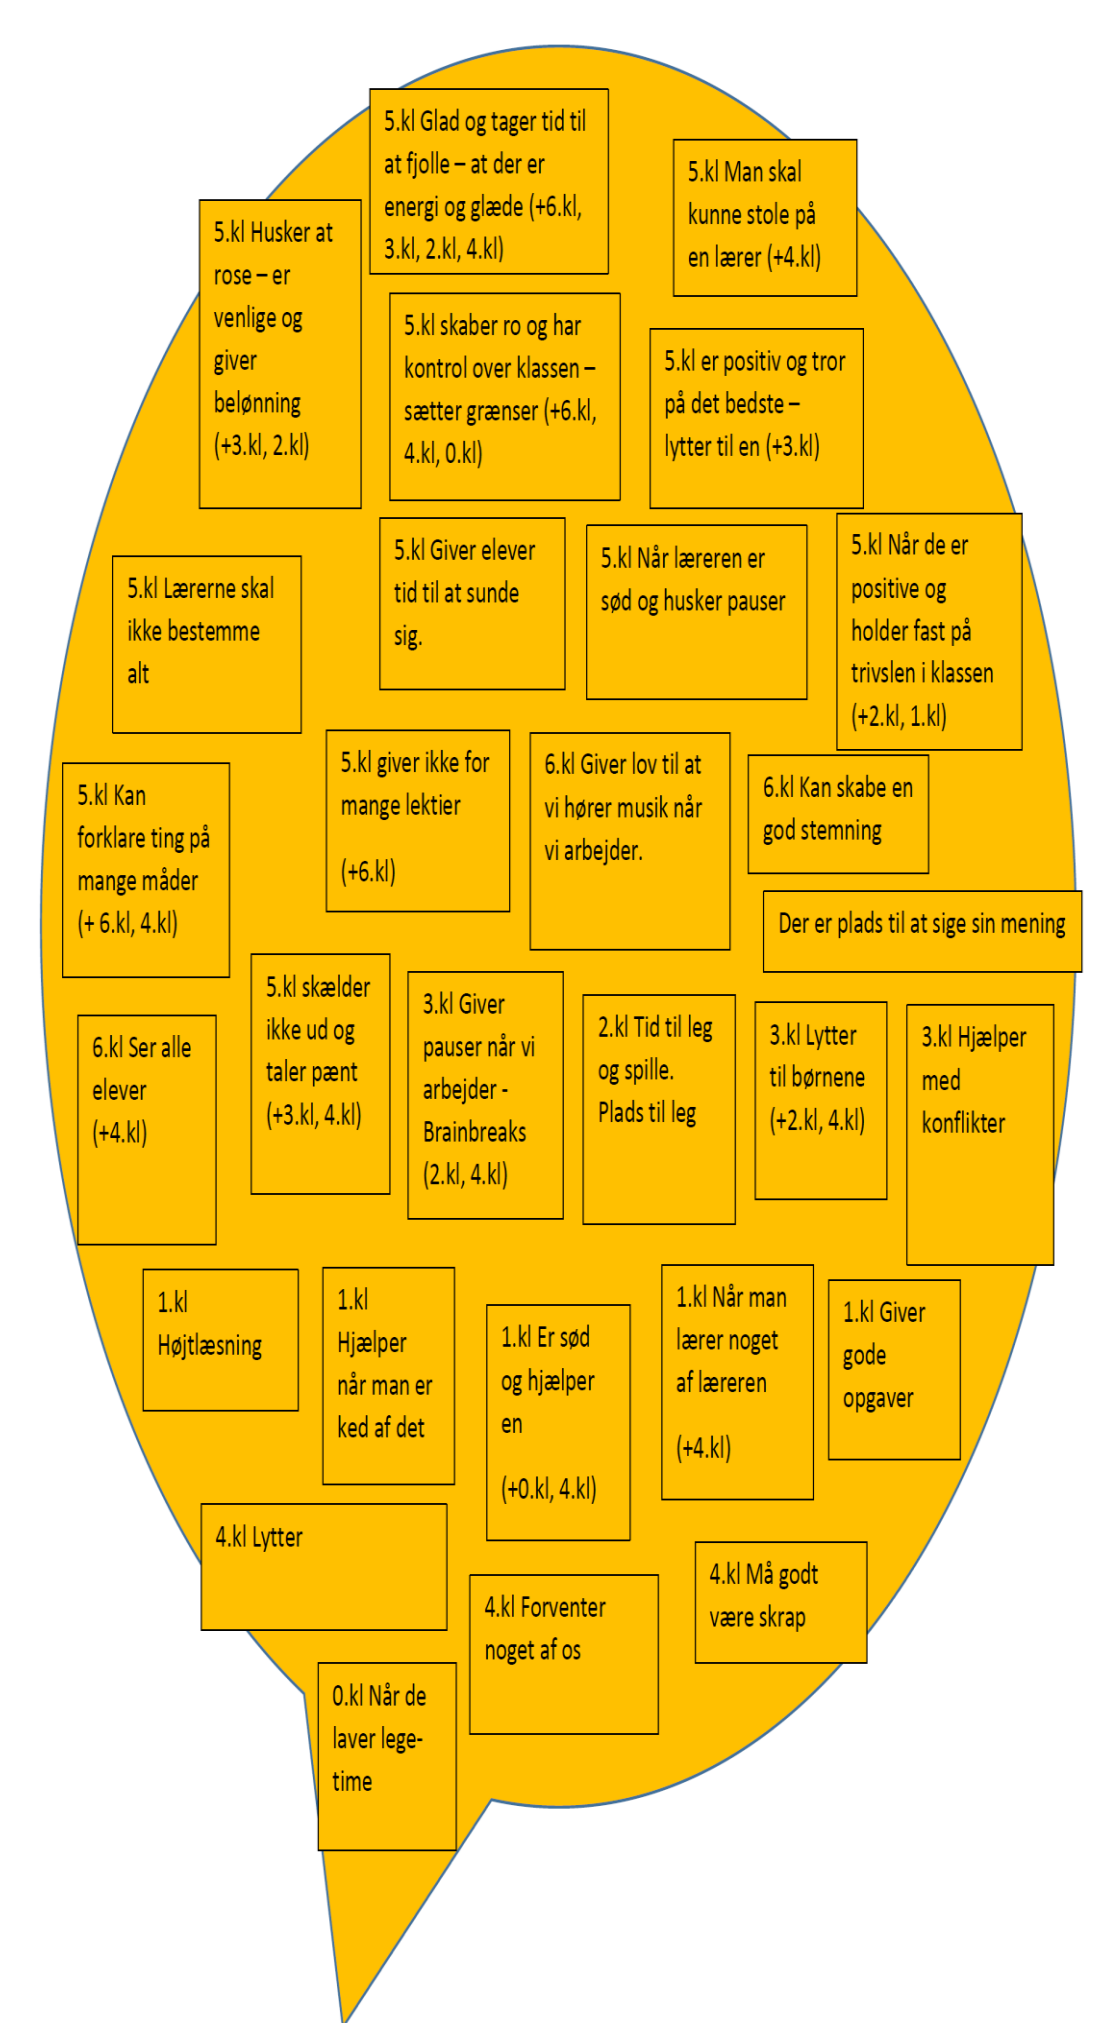 5.kl Glad og tager tid til
at fjolle – at der er
energi og glæde (+6.kl,
3.kl, 2.kl, 4.kl)
5.kl Man skal
kunne stole på
en lærer (+4.kl)
5.kl Husker at
rose – er
venlige og
giver
belønning
(+3.kl, 2.kl)
5.kl skaber ro og har
kontrol over klassen –
sætter grænser (+6.kl,
4.kl, 0.kl)
5.kl er positiv og tror
på det bedste –
lytter til en (+3.kl)
5.kl Lærerne skal
ikke bestemme
alt
5.kl Giver elever
tid til at sunde
sig.
5.kl Når læreren er
sød og husker pauser
5.kl Når de er
positive og
holder fast på
trivslen i klassen
(+2.kl, 1.kl)
5.kl Kan
forklare ting på
mange måder
(+ 6.kl, 4.kl)
5.kl giver ikke for
mange lektier
(+6.kl)
6.kl Giver lov til at
vi hører musik når
vi arbejder.
6.kl Kan skabe en
god stemning
Der er plads til at sige sin mening
6.kl Ser alle
elever
(+4.kl)
5.kl skælder
ikke ud og
taler pænt
(+3.kl, 4.kl)
3.kl Giver
pauser når vi
arbejder -
Brainbreaks
(2.kl, 4.kl)
2.kl Tid til leg
og spille.
Plads til leg
3.kl Lytter
til børnene
(+2.kl, 4.kl)
3.kl Hjælper
med
konflikter
1.kl
Højtlæsning
1.kl
Hjælper
når man er
ked af det
1.kl Er sød
og hjælper
en
(+0.kl, 4.kl)
1.kl Når man
lærer noget
af læreren
(+4.kl)
1.kl Giver
gode
opgaver
4.kl Lytter
4.kl Forventer
noget af os
4.kl Må godt
være skrap
0.kl Når de
laver lege-
time